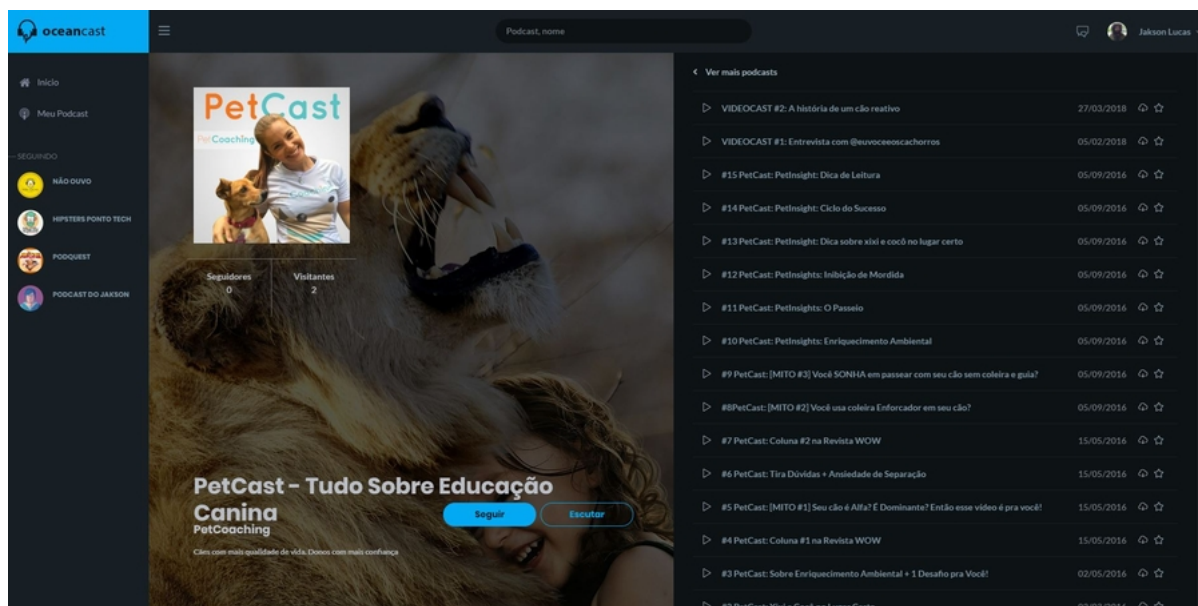 oceancast
Podcast, nome
Jakson Lucas
Inicio
Meu Podcast
SEGUINDO
NÃO OUVO
HIPSTERS PONTO TECH
PODQUEST
PODCAST DO JAKSON
PetCast
PetCoaching
Seguidores
0
Visitantes
2
PetCast - Tudo Sobre Educação
Canina
PetCoaching
Cães com mais qualidade de vida. Donos com mais confiança
Seguir
Escutar
Ver mais podcasts
VIDEOCAST #2: A história de um cão reativo 27/03/2018
VIDEOCAST #1: Entrevista com @euvoceeoscachorros 05/02/2018
#15 PetCast: PetInsight: Dica de Leitura 05/09/2016
#14 PetCast: PetInsight: Ciclo do Sucesso 05/09/2016
#13 PetCast: PetInsight: Dica sobre xixi e cocô no lugar certo 05/09/2016
#12 PetCast: PetInsights: Inibição de Mordida 05/09/2016
#11 PetCast: PetInsights: O Passeio 05/09/2016
#10 PetCast: PetInsights: Enriquecimento Ambiental 05/09/2016
#9 PetCast: [MITO #3] Você SONHA em passear com seu cão sem coleira e guia? 05/09/2016
#8PetCast: [MITO #2] Você usa coleira Enforcador em seu cão? 05/09/2016
#7 PetCast: Coluna #2 na Revista WOW 15/05/2016
#6 PetCast: Tira Dúvidas + Ansiedade de Separação 15/05/2016
#5 PetCast: [MITO #1] Seu cão é Alfa? É Dominante? Então esse vídeo é pra você! 15/05/2016
#4 PetCast: Coluna #1 na Revista WOW 15/05/2016
#3 PetCast: Sobre Enriquecimento Ambiental + 1 Desafio pra Você! 02/05/2016